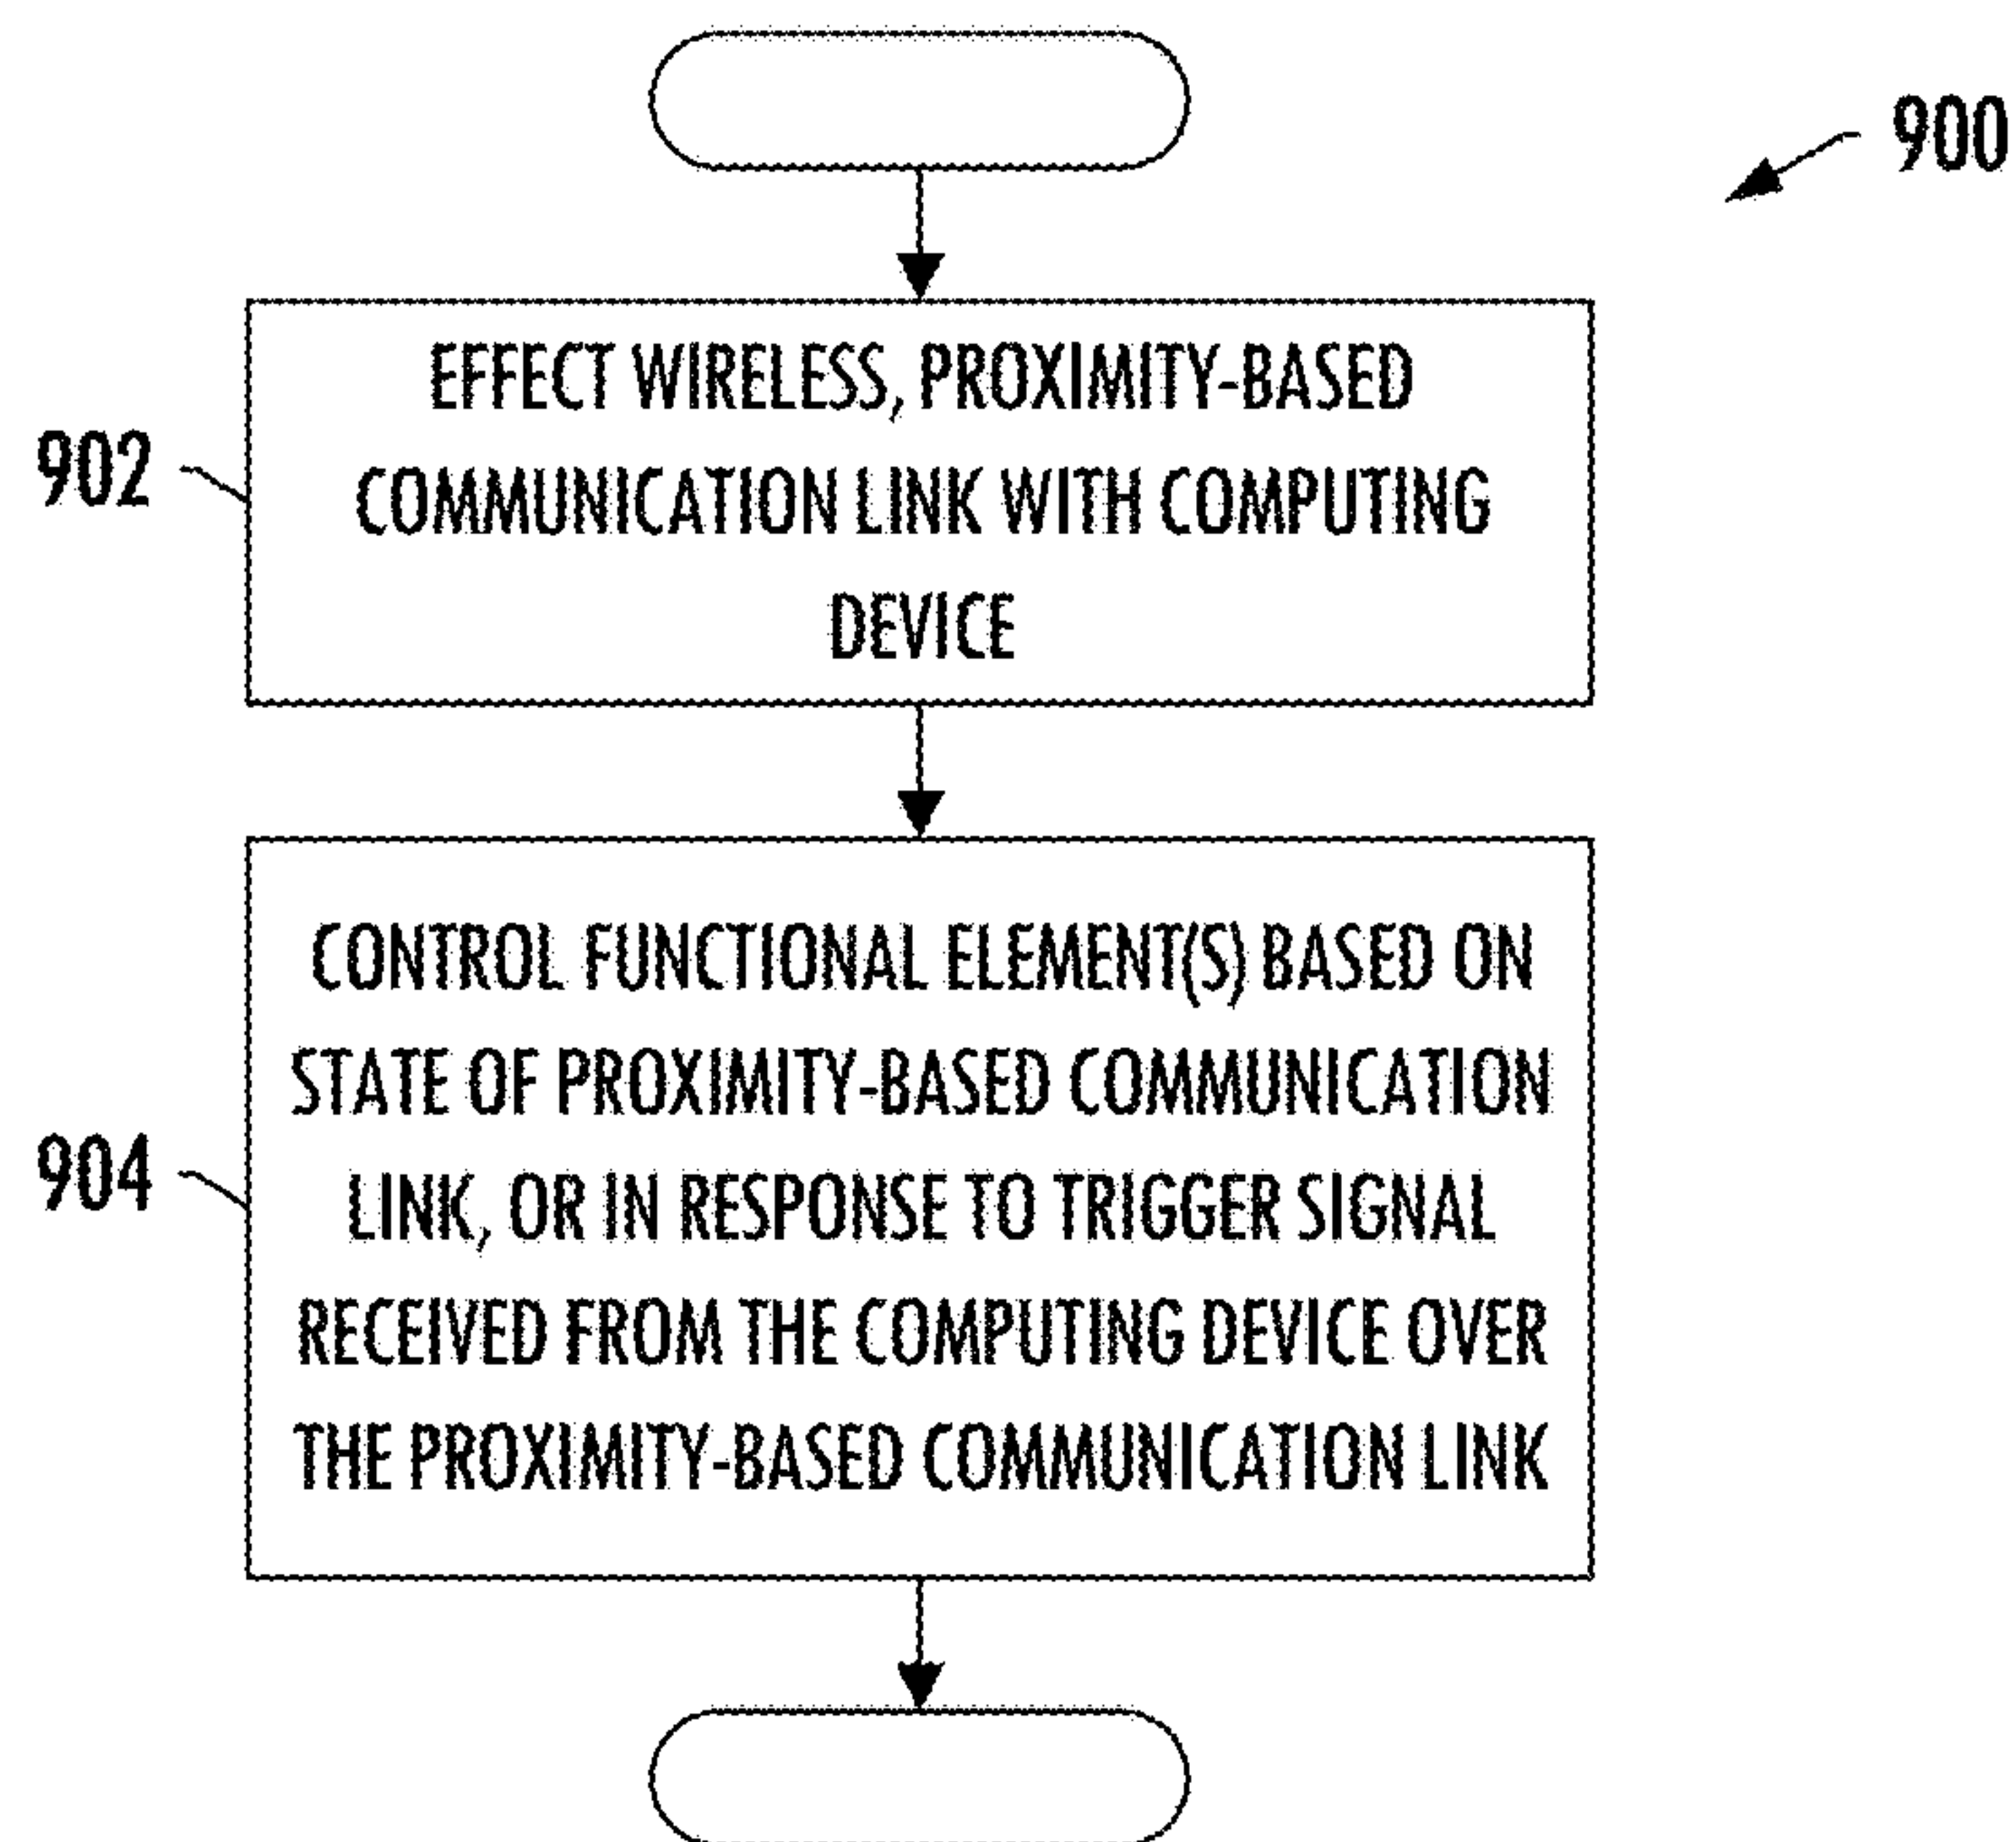 900
902
EFFECT WIRELESS, PROXIMITY-BASED
COMMUNICATION LINK WITH COMPUTING
DEVICE
904
CONTROL FUNCTIONAL ELEMENT(S) BASED ON
STATE OF PROXIMITY-BASED COMMUNICATION
LINK, OR IN RESPONSE TO TRIGGER SIGNAL
RECEIVED FROM THE COMPUTING DEVICE OVER
THE PROXIMITY-BASED COMMUNICATION LINK